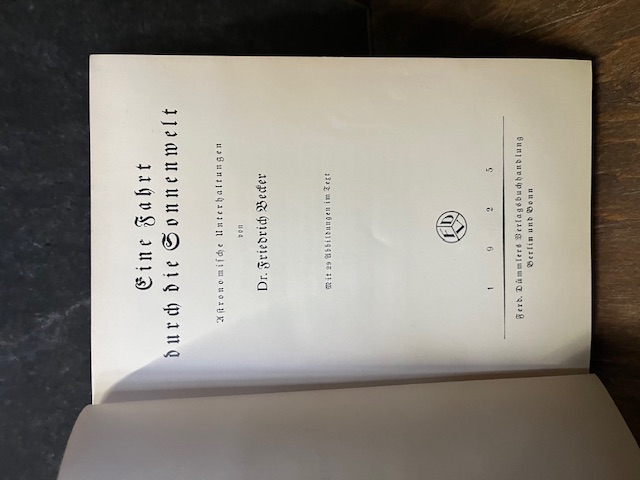 Eine Fahrt
durch die Sonnenwelt
Astronomische Unterhaltungen
von
Dr. Friedrich Becker
Mit 29 Abbildungen im Text
1 9 2 5
Ferd. Dümmlers Verlagsbuchhandlung
Berlin und Bonn